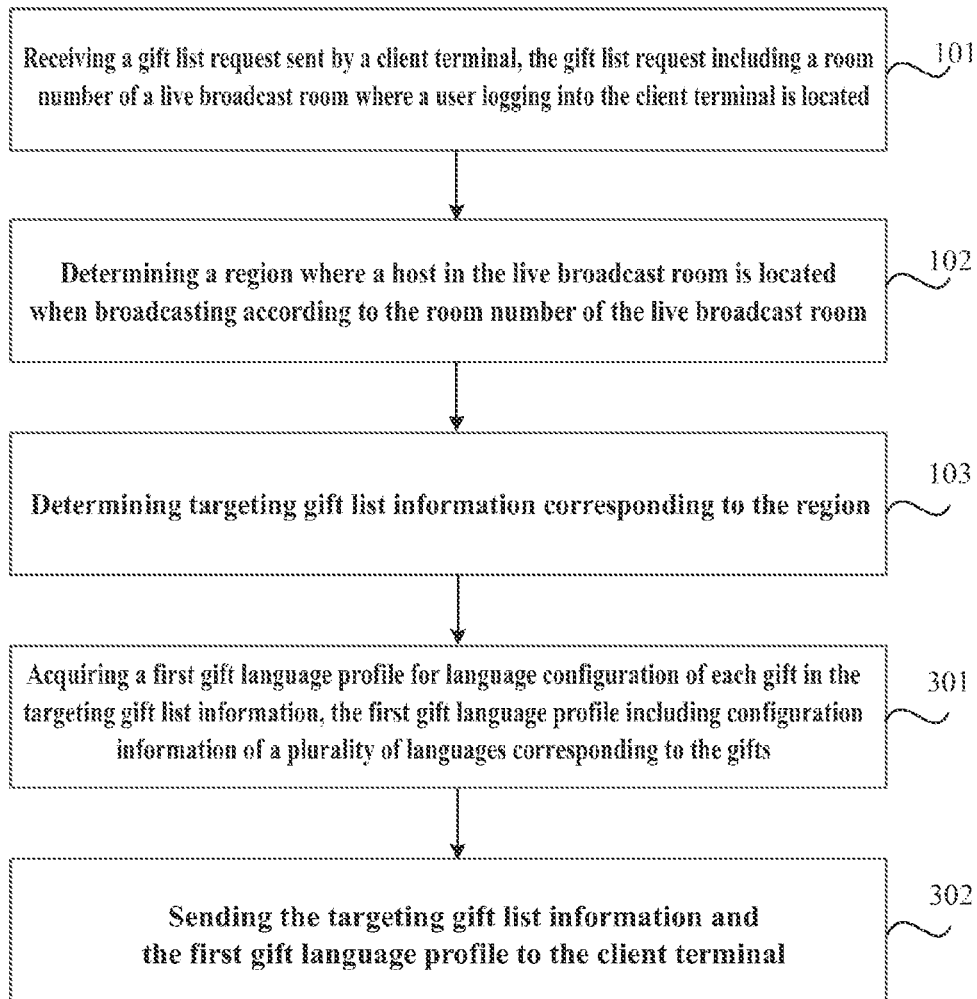 Receiving a gift list request sent by a client terminal, the gift list request including a room
number of a live broadcast room where a user logging into the client terminal is located
101
Determining a region where a host in the live broadcast room is located
when broadcasting according to the room number of the live broadcast room
102
Determining targeting gift list information corresponding to the region
103
Acquiring a first gift language profile for language configuration of each gift in the
targeting gift list information, the first gift language profile including configuration
information of a plurality of languages corresponding to the gifts
301
Sending the targeting gift list information and
the first gift language profile to the client terminal
302